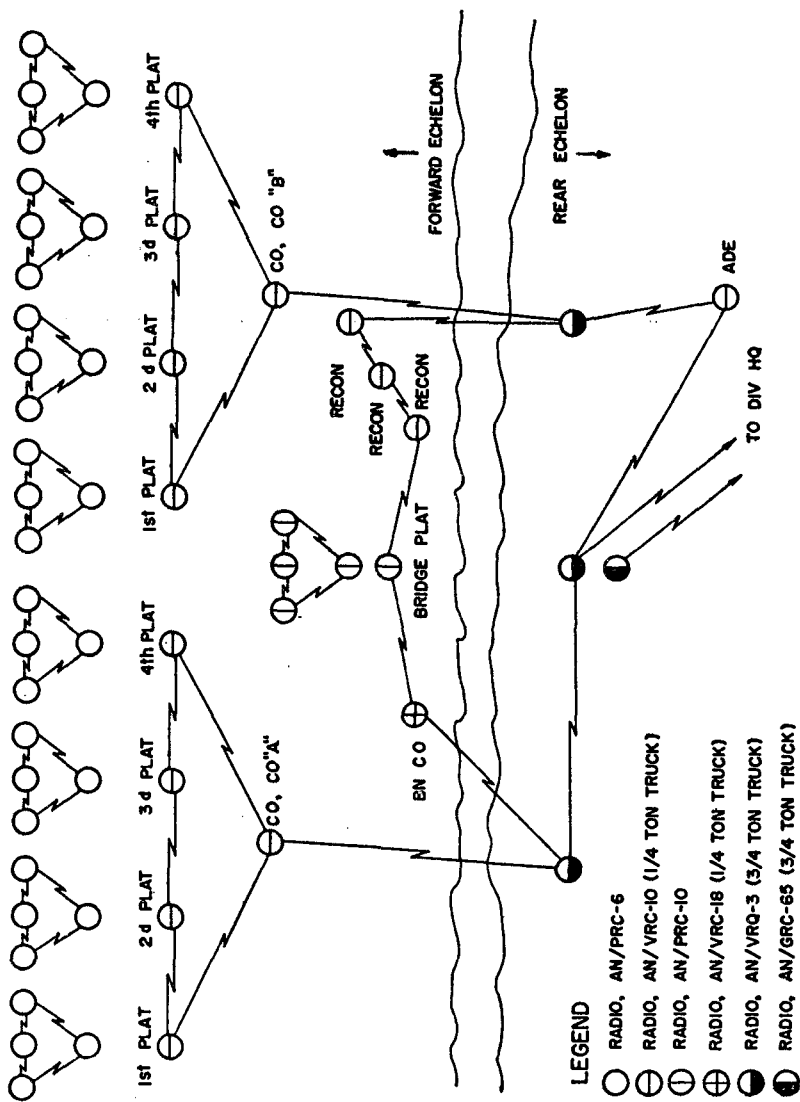 1st PLAT
2d PLAT
3d PLAT
4th PLAT
1st PLAT
2d PLAT
3d PLAT
4th PLAT
CO, CO "A"
CO, CO "B"
RECON
RECON
RECON
BN CO
BRIDGE PLAT
FORWARD ECHELON
REAR ECHELON
ADE
TO DIV HQ
LEGEND
RADIO, AN/PRC-6
RADIO, AN/VRC-10 (1/4 TON TRUCK)
RADIO, AN/PRC-10
RADIO, AN/VRC-18 (1/4 TON TRUCK)
RADIO, AN/VRQ-3 (3/4 TON TRUCK)
RADIO, AN/GRC-65 (3/4 TON TRUCK)